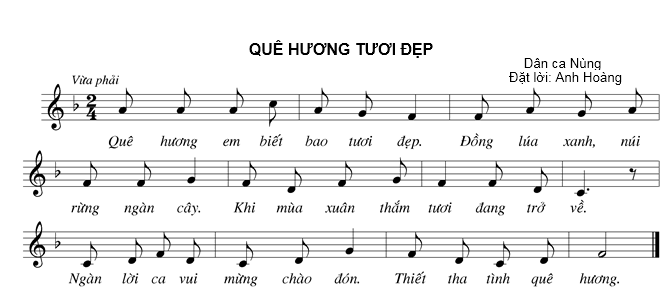 QUÊ HƯƠNG TƯƠI ĐẸP
Dân ca Nùng
Vừa phải
Đặt lời: Anh Hoàng
2
4
Quê hương em biết bao tươi đẹp. Đồng lúa xanh, núi
rừng ngàn cây. Khi mùa xuân thắm tươi đang trở về.
Ngàn lời ca vui mừng chào đón. Thiết tha tình quê hương.